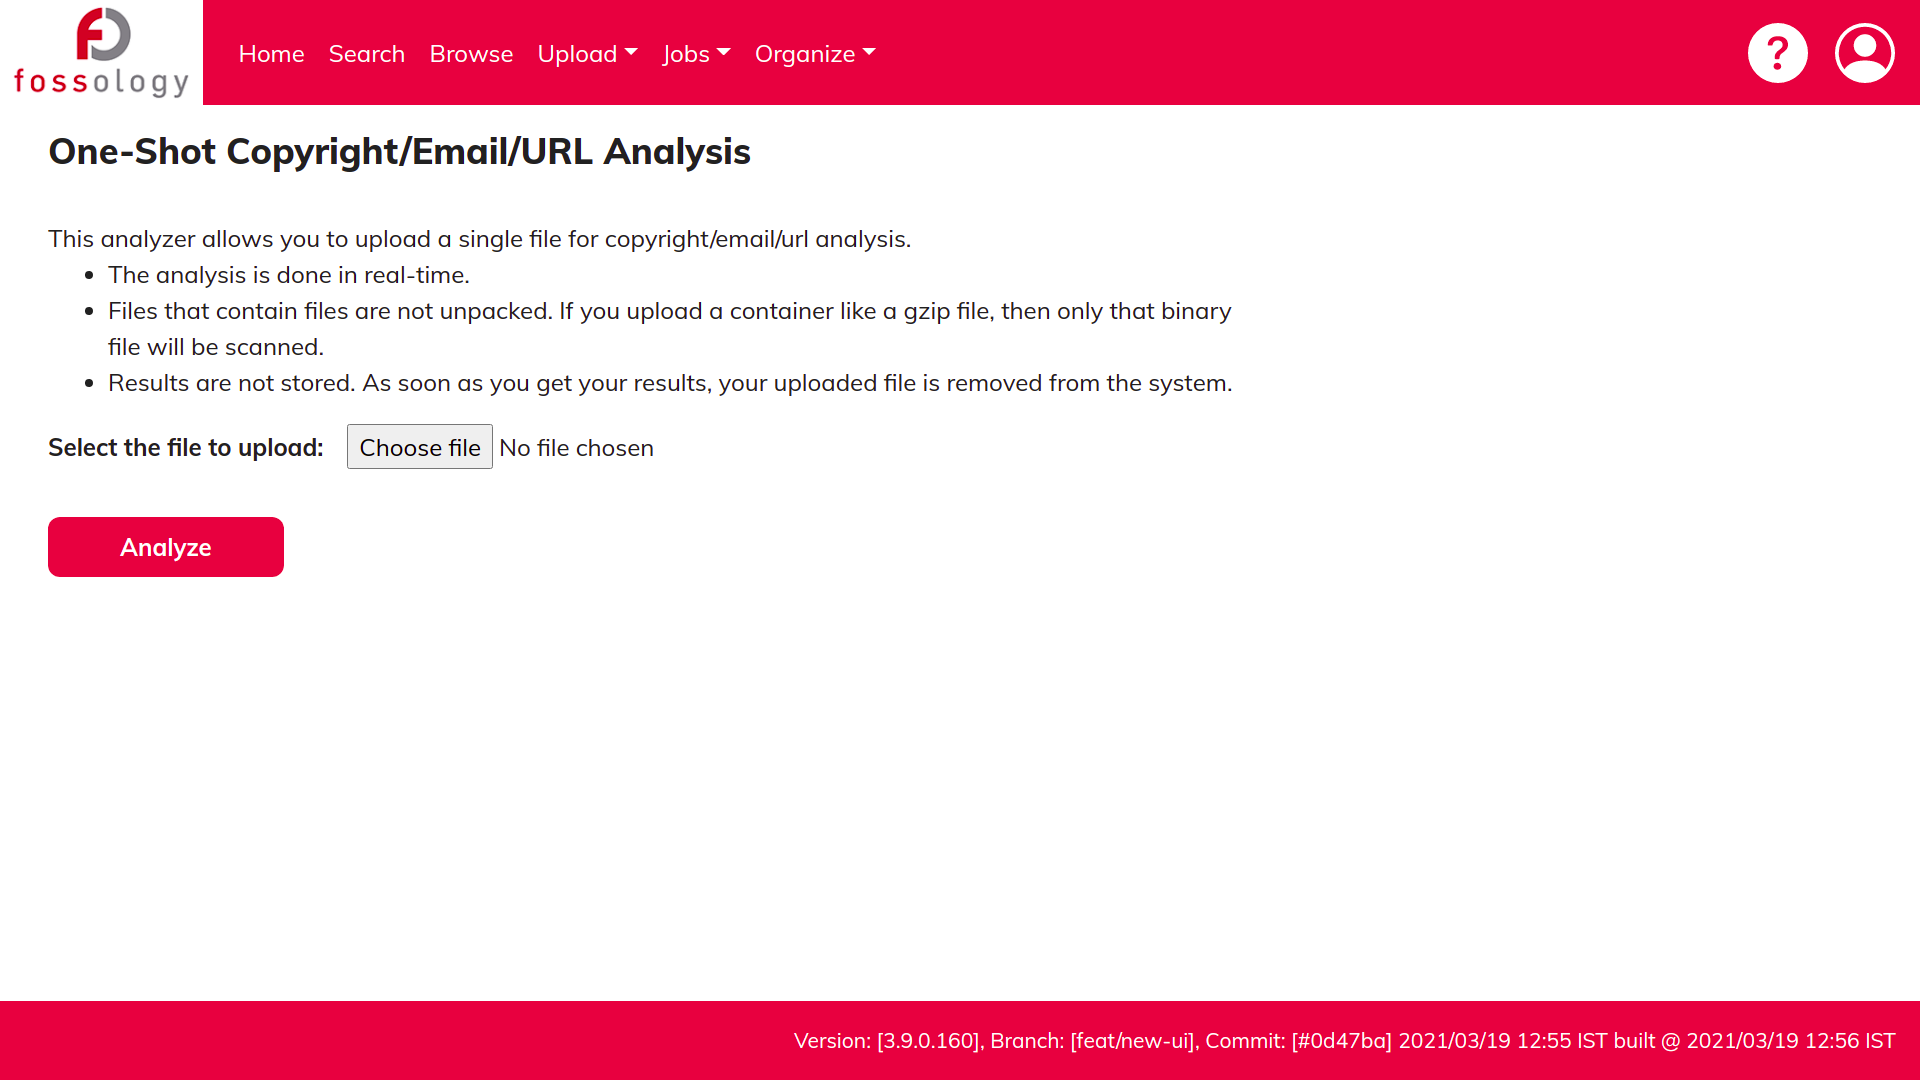 fossology
Home Search Browse Upload Jobs Organize
?
One-Shot Copyright/Email/URL Analysis
This analyzer allows you to upload a single file for copyright/email/url analysis.
• The analysis is done in real-time.
• Files that contain files are not unpacked. If you upload a container like a gzip file, then only that binary
file will be scanned.
• Results are not stored. As soon as you get your results, your uploaded file is removed from the system.
Select the file to upload: Choose file No file chosen
Analyze
Version: [3.9.0.160], Branch: [feat/new-ui], Commit: [#0d47ba] 2021/03/19 12:55 IST built @ 2021/03/19 12:56 IST